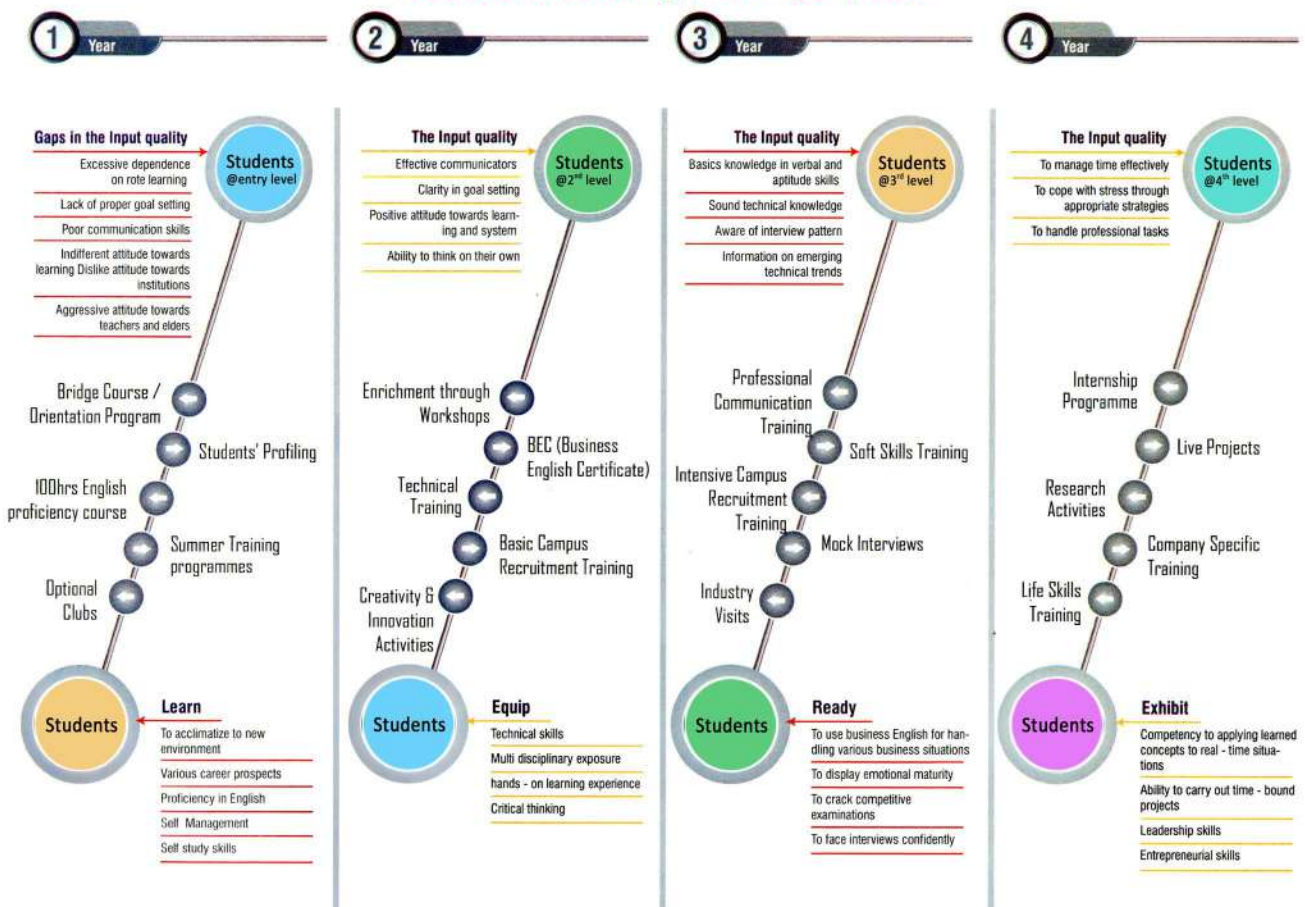 1
Year
Gaps in the Input quality
Excessive dependence
on rote learning
Lack of proper goal setting
Poor communication skills
Indifferent attitude towards
learning Dislike attitude towards
institutions
Aggressive attitude towards
teachers and elders
Students
@entry level
Bridge Course /
Orientation Program
Students' Profiling
100hrs English
proficiency course
Summer Training
programmes
Optional
Clubs
Students
Learn
To acclimatize to new
environment
Various career prospects
Proficiency in English
Self Management
Self study skills
2
Year
The Input quality
Effective communicators
Clarity in goal setting
Positive attitude towards learn-
ing and system
Ability to think on their own
Students
@2nd level
Enrichment through
Workshops
BEC (Business
English Certificate)
Technical
Training
Basic Campus
Recruitment Training
Creativity &
Innovation
Activities
Students
Equip
Technical skills
Multi disciplinary exposure
hands - on learning experience
Critical thinking
3
Year
The Input quality
Basics knowledge in verbal and
aptitude skills
Sound technical knowledge
Aware of interview pattern
Information on emerging
technical trends
Students
@3rd level
Professional
Communication
Training
Soft Skills Training
Intensive Campus
Recruitment
Training
Mock Interviews
Industry
Visits
Students
Ready
To use business English for han-
dling various business situations
To display emotional maturity
To crack competitive
examinations
To face interviews confidently
4
Year
The Input quality
To manage time effectively
To cope with stress through
appropriate strategies
To handle professional tasks
Students
@4th level
Internship
Programme
Live Projects
Research
Activities
Company Specific
Training
Life Skills
Training
Students
Exhibit
Competency to applying learned
concepts to real - time situa-
tions
Ability to carry out time - bound
projects
Leadership skills
Entrepreneurial skills